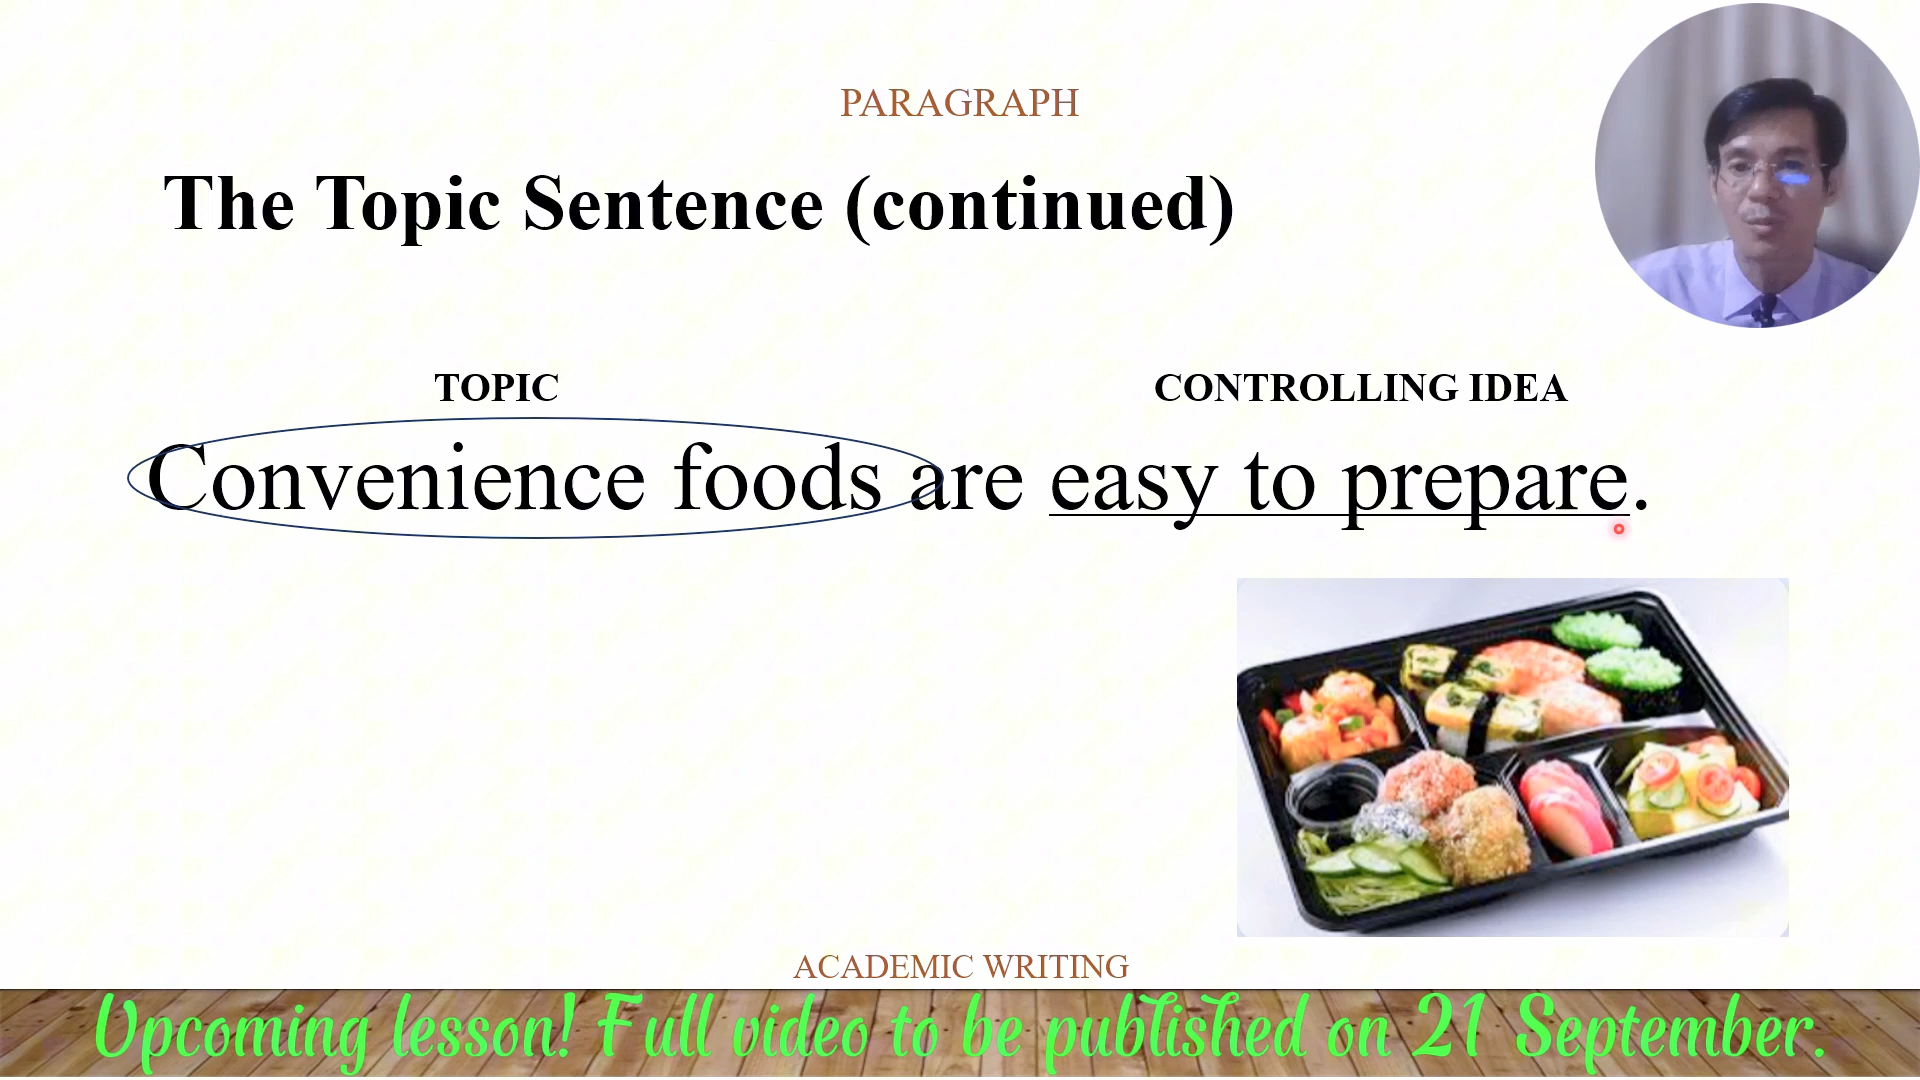 PARAGRAPH
The Topic Sentence (continued)
TOPIC
CONTROLLING IDEA
Convenience foods are easy to prepare.
ACADEMIC WRITING
Upcoming lesson! Full video to be published on 21 September.